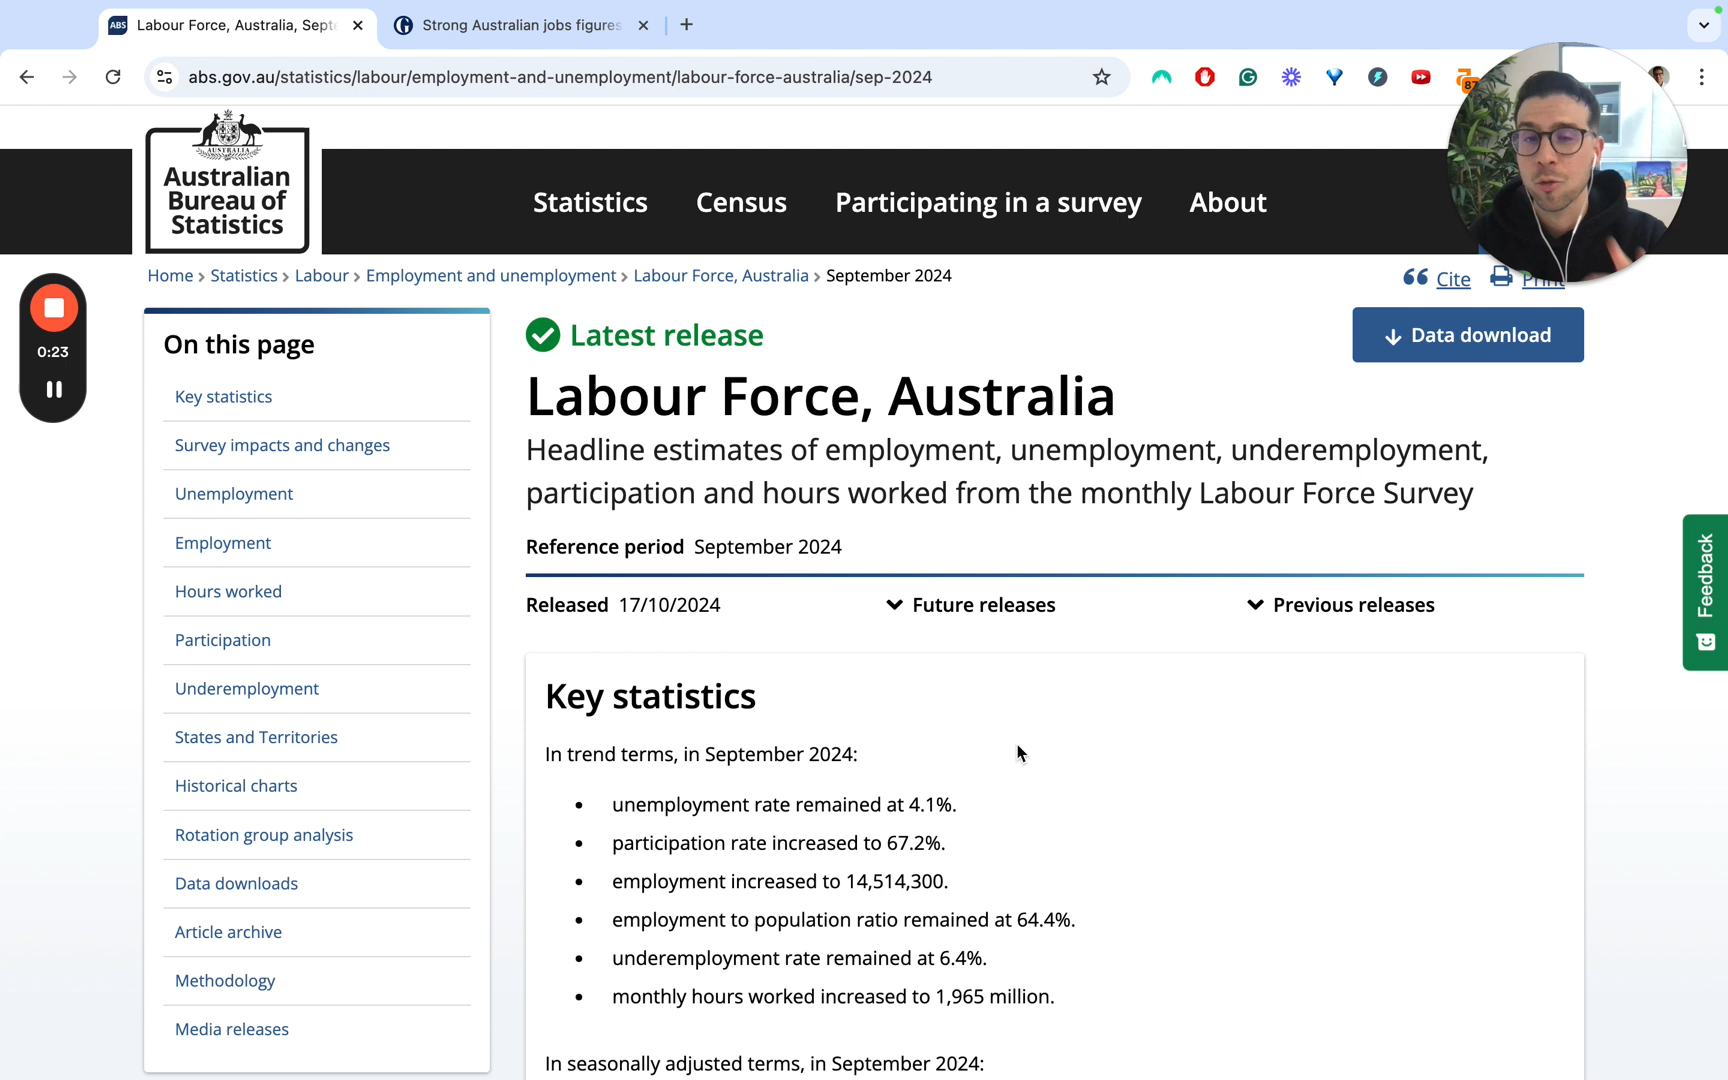 ABS
Labour Force, Australia, Sept
Strong Australian jobs figures
abs.gov.au/statistics/labour/employment-and-unemployment/labour-force-australia/sep-2024
87
AUSTRALIA
Australian
Bureau of
Statistics
Statistics
Census
Participating in a survey
About
Home > Statistics > Labour > Employment and unemployment > Labour Force, Australia > September 2024
Cite
Print
0:23
On this page
Key statistics
Survey impacts and changes
Unemployment
Employment
Hours worked
Participation
Underemployment
States and Territories
Historical charts
Rotation group analysis
Data downloads
Article archive
Methodology
Media releases
Latest release
Data download
Labour Force, Australia
Headline estimates of employment, unemployment, underemployment,
participation and hours worked from the monthly Labour Force Survey
Reference period September 2024
Released 17/10/2024
Future releases
Previous releases
Key statistics
In trend terms, in September 2024:
• unemployment rate remained at 4.1%.
• participation rate increased to 67.2%.
• employment increased to 14,514,300.
• employment to population ratio remained at 64.4%.
• underemployment rate remained at 6.4%.
• monthly hours worked increased to 1,965 million.
In seasonally adjusted terms, in September 2024:
Feedback